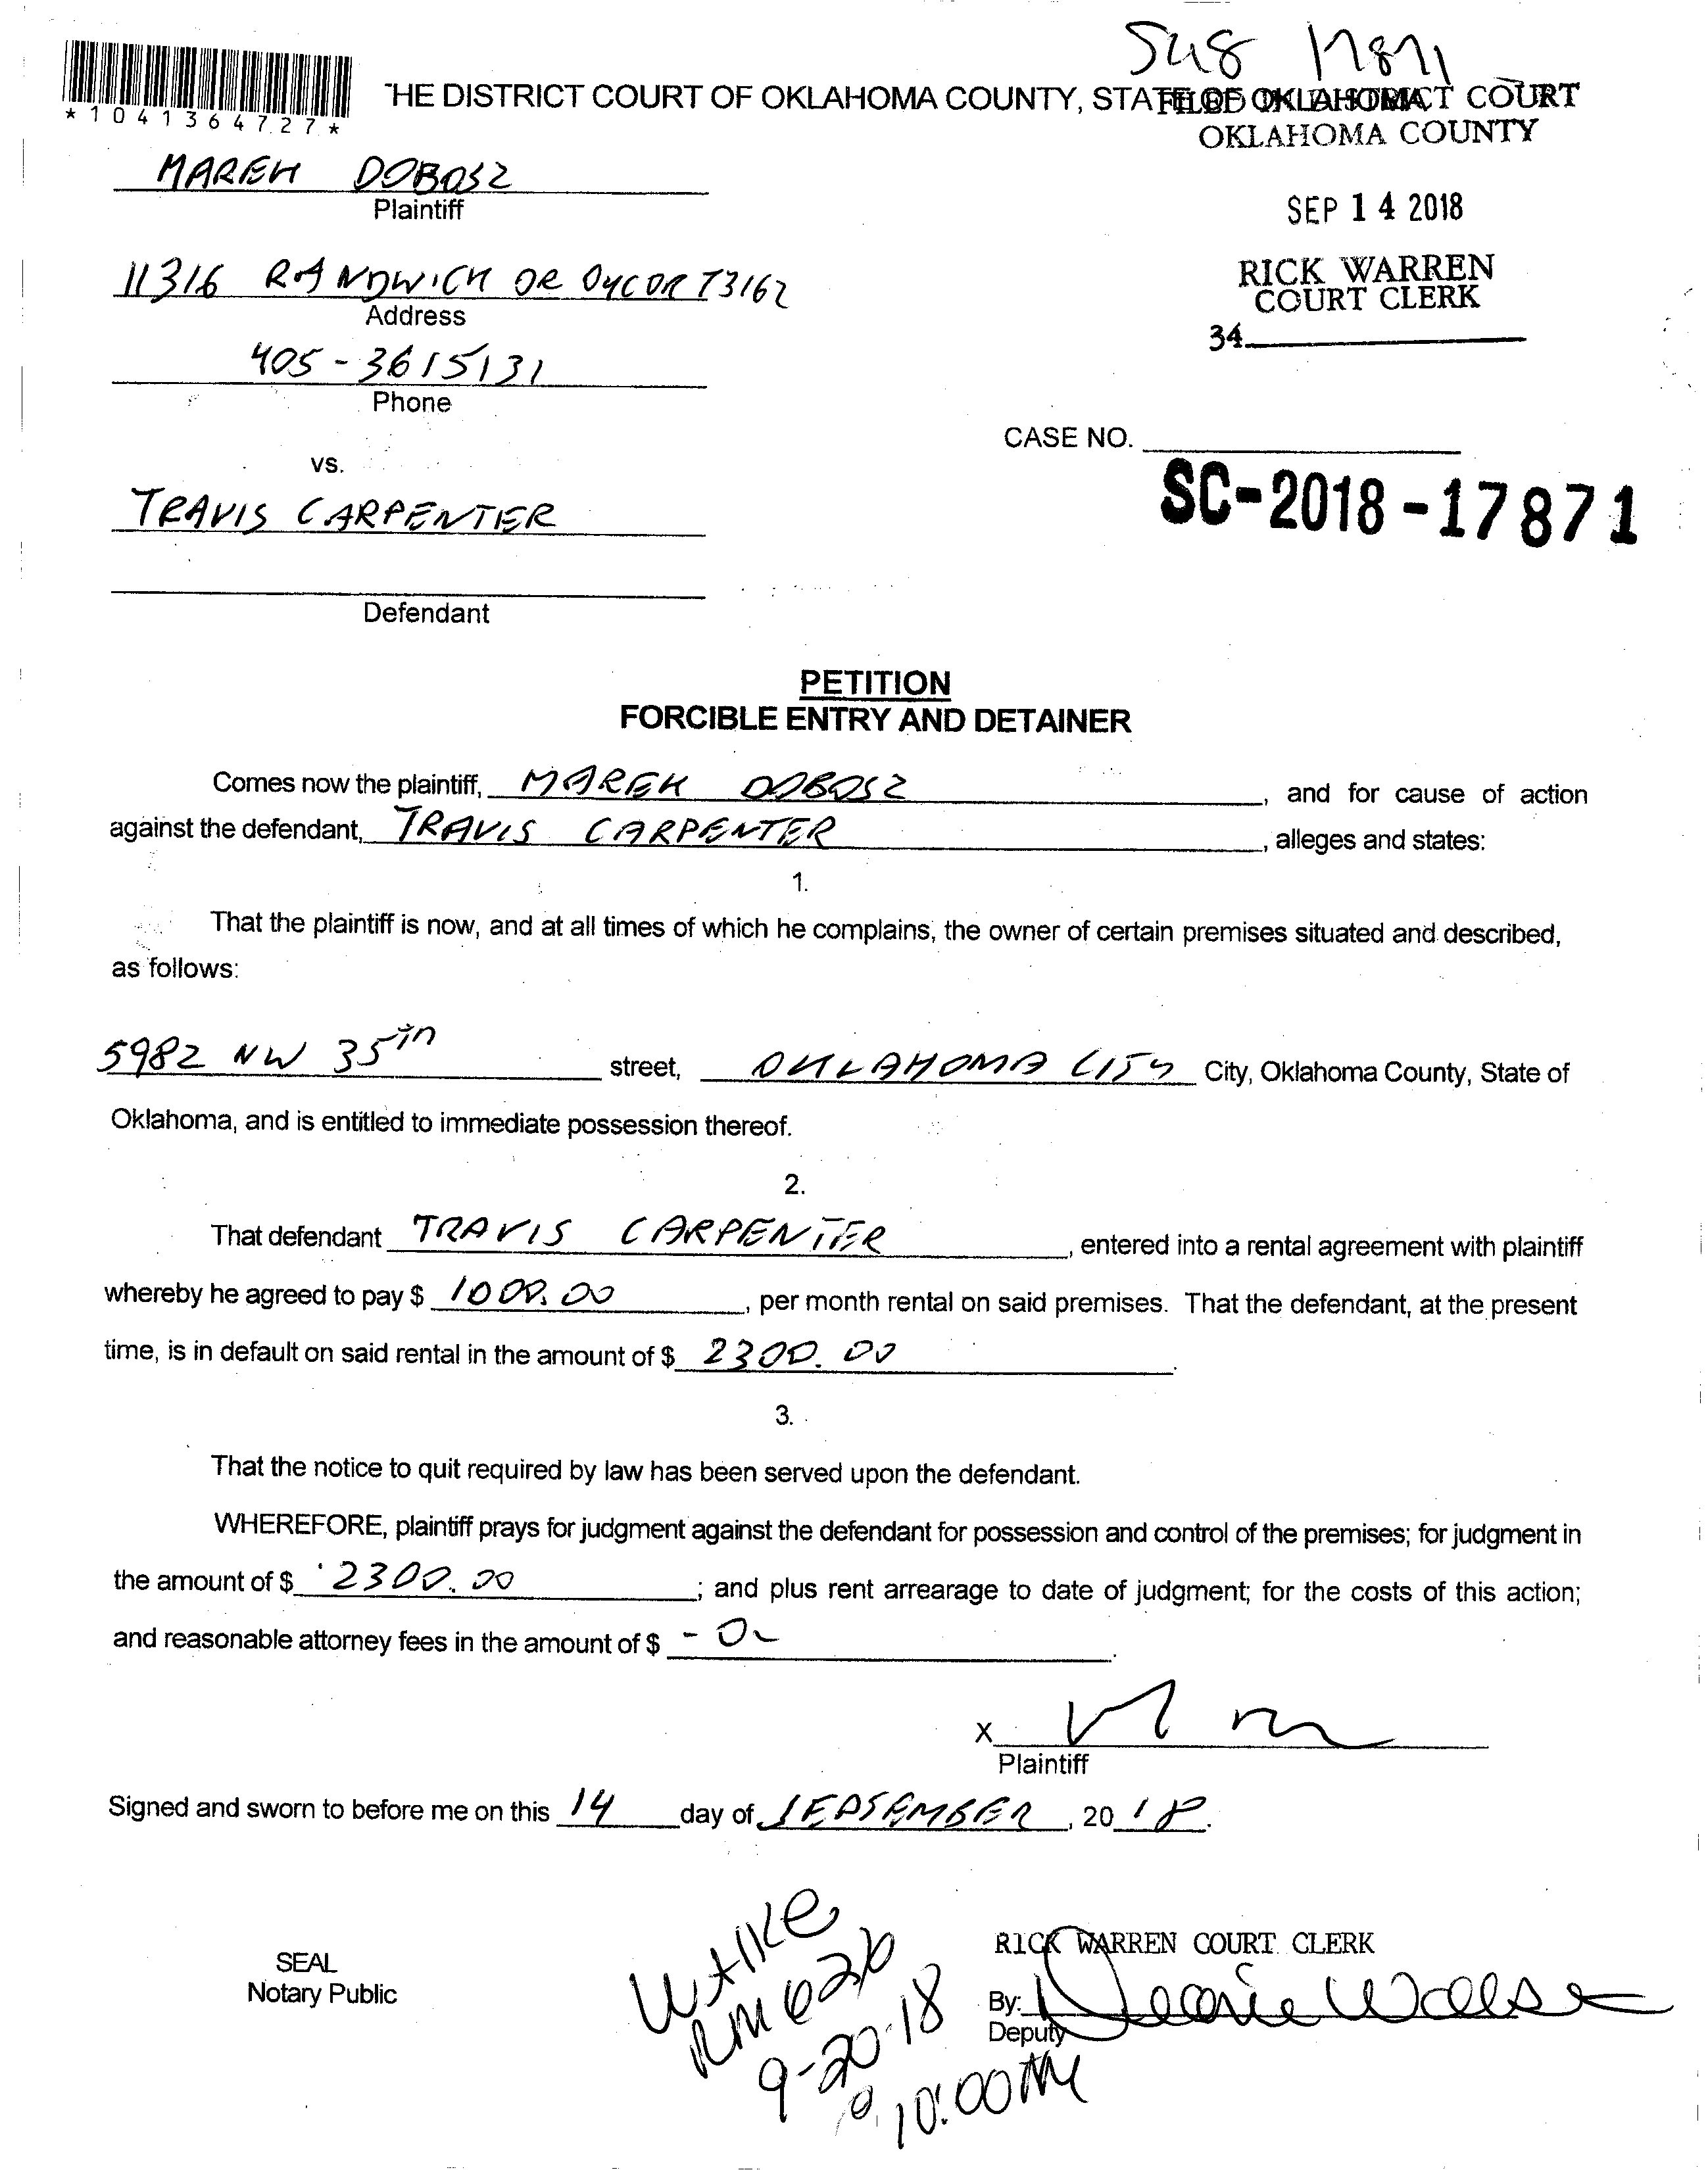 SUS 17871
*1041364727*
THE DISTRICT COURT OF OKLAHOMA COUNTY, STATE OF OKLAHOMA
FILED IN DISTRICT COURT
OKLAHOMA COUNTY
MAREK DOBOSZ
Plaintiff
SEP 14 2018
11316 RANDWICK DR OKC OK 73162
Address
RICK WARREN
COURT CLERK
34
405-3615131
Phone
CASE NO.
vs.
SC-2018-17871
TRAVIS CARPENTER
Defendant
PETITION
FORCIBLE ENTRY AND DETAINER
Comes now the plaintiff, MAREK DOBOSZ, and for cause of action
against the defendant, TRAVIS CARPENTER, alleges and states:
1.
That the plaintiff is now, and at all times of which he complains, the owner of certain premises situated and described,
as follows:
5982 NW 35TH street, OKLAHOMA CITY City, Oklahoma County, State of
Oklahoma, and is entitled to immediate possession thereof.
2.
That defendant TRAVIS CARPENTER, entered into a rental agreement with plaintiff
whereby he agreed to pay $ 1000.00, per month rental on said premises. That the defendant, at the present
time, is in default on said rental in the amount of $ 2300.00.
3.
That the notice to quit required by law has been served upon the defendant.
WHEREFORE, plaintiff prays for judgment against the defendant for possession and control of the premises; for judgment in
the amount of $ 2300.00; and plus rent arrearage to date of judgment; for the costs of this action;
and reasonable attorney fees in the amount of $ -0-.
X
Plaintiff
Signed and sworn to before me on this 14 day of SEPTEMBER, 2018.
RM 626
9-20-18
@ 10:00 AM
SEAL
Notary Public
RICK WARREN COURT CLERK
By:
Deputy